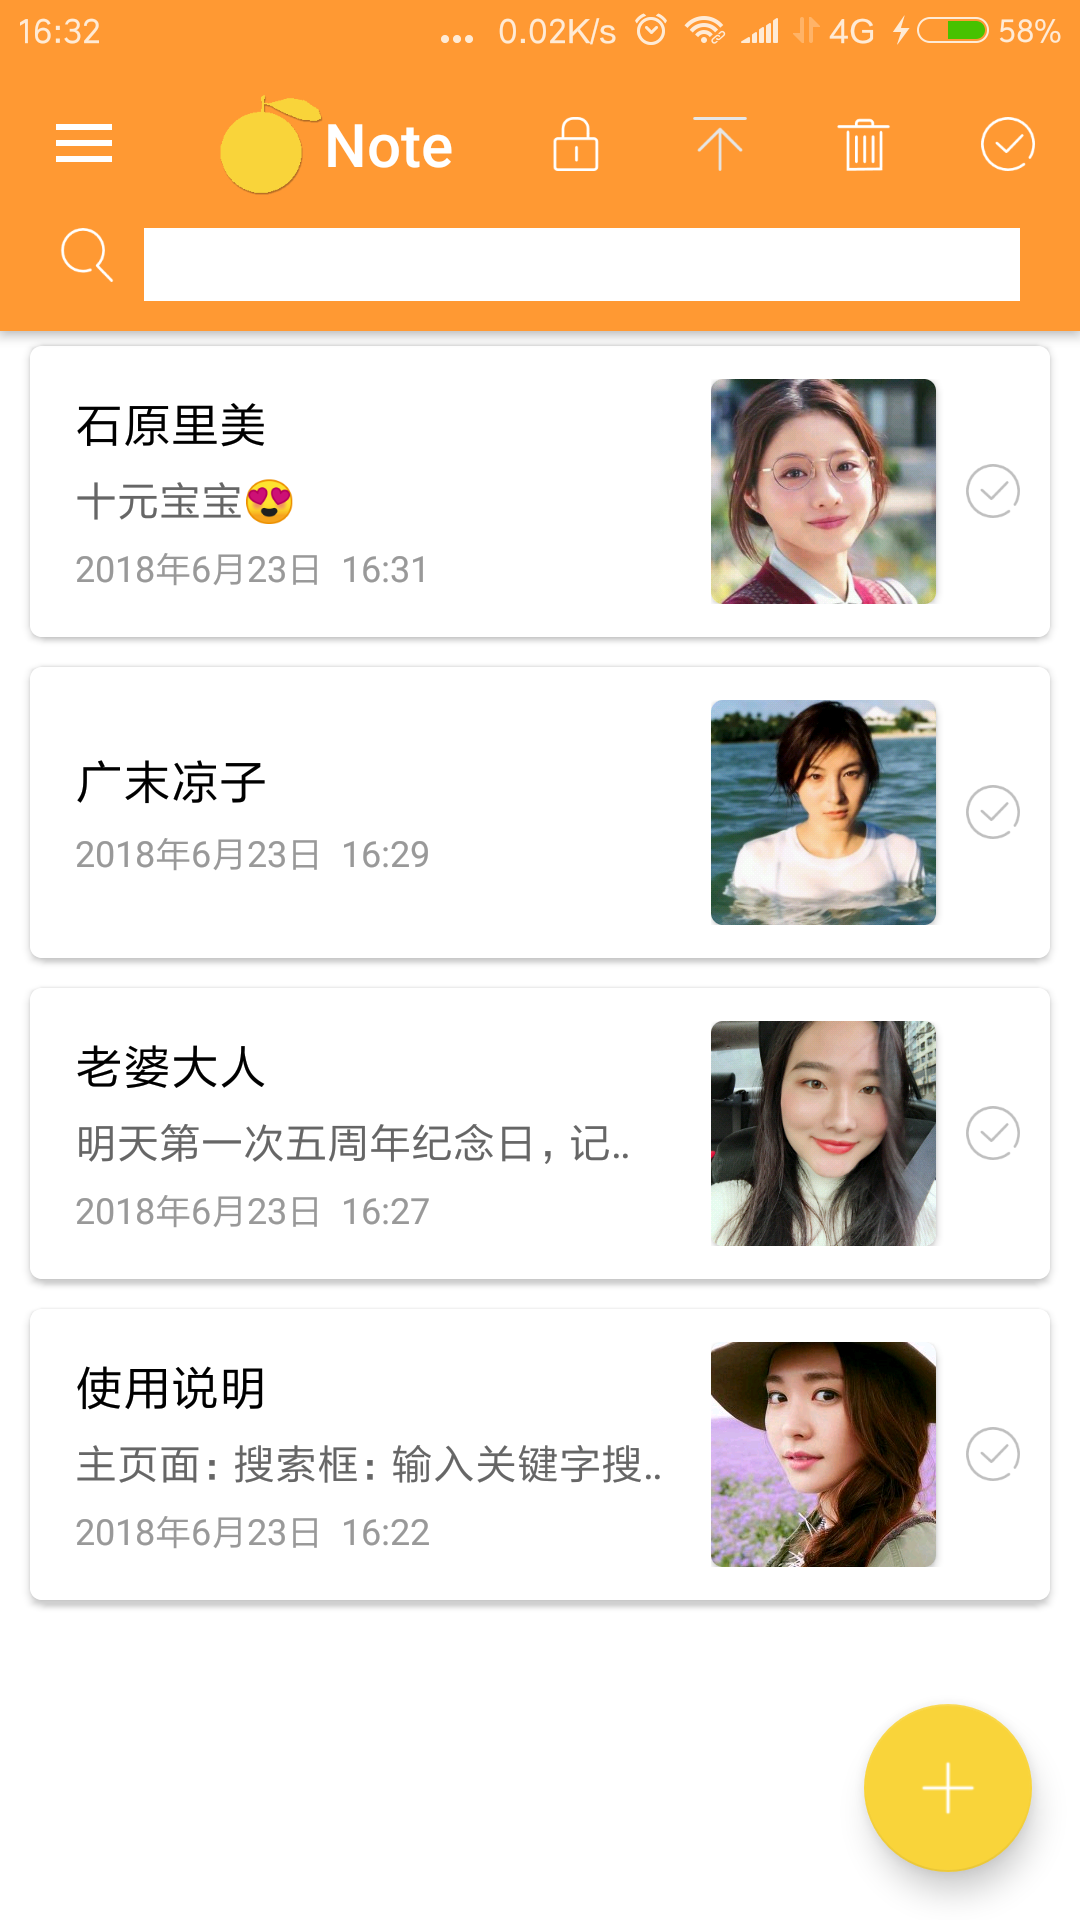 16:32 ... 0.02K/s 4G 58%
Note
石原里美
十元宝宝😍
2018年6月23日 16:31
广末凉子
2018年6月23日 16:29
老婆大人
明天第一次五周年纪念日，记..
2018年6月23日 16:27
使用说明
主页面：搜索框：输入关键字搜..
2018年6月23日 16:22